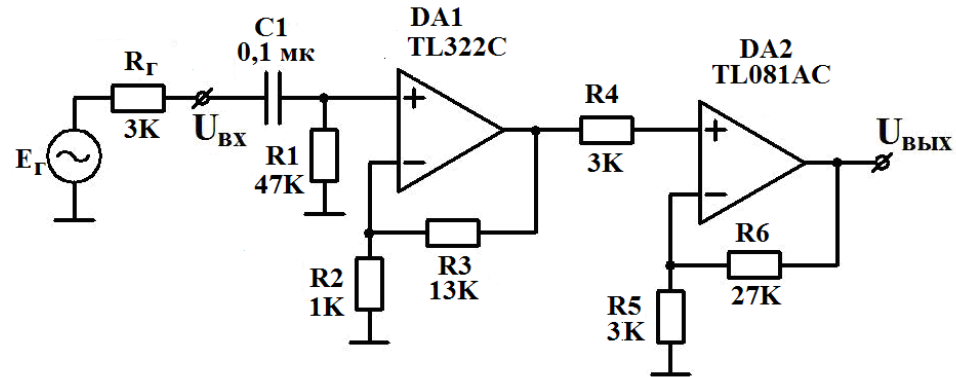 Rг
3K
Eг
Uвх
C1
0,1 мк
R1
47K
DA1
TL322C
+
−
R2
1K
R3
13K
R4
3K
DA2
TL081AC
+
−
R5
3K
R6
27K
Uвых